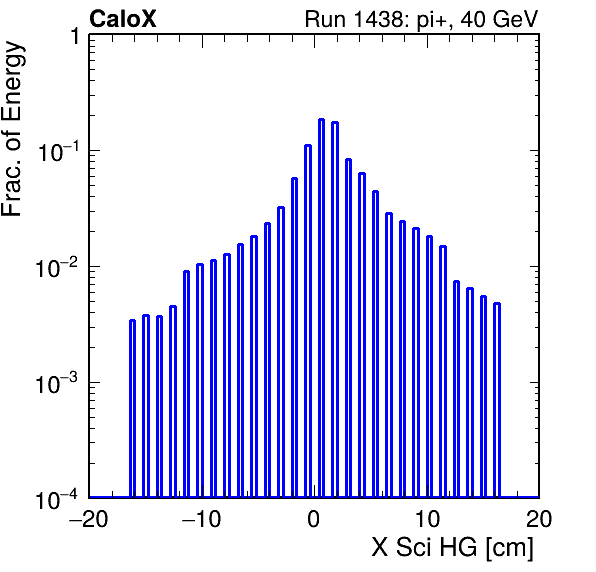 CaloX Run 1438: pi+, 40 GeV
Frac. of Energy
1
10⁻¹
10⁻²
10⁻³
10⁻⁴
−20 −10 0 10 20
X Sci HG [cm]